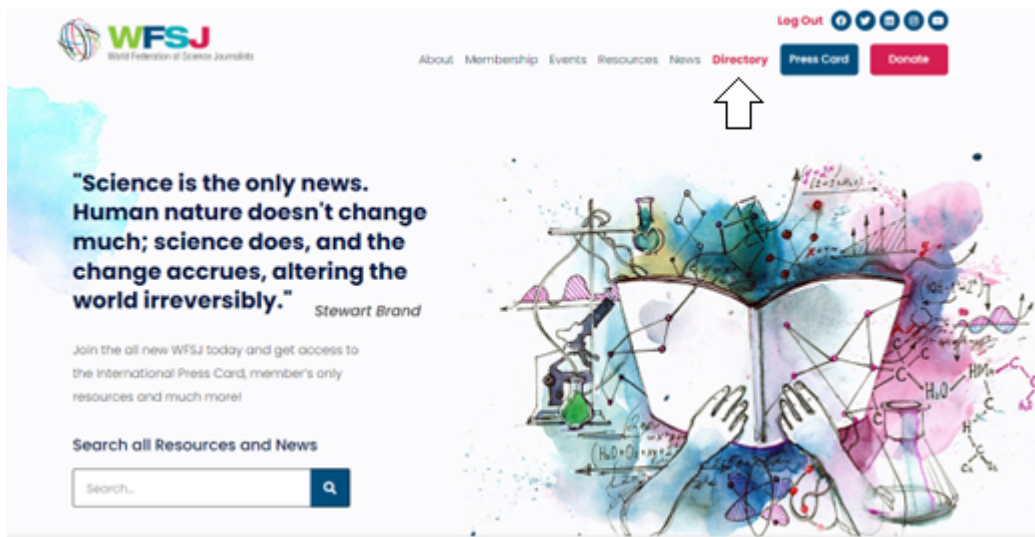 Log Out
WFSJ
World Federation of Science Journalists
About Membership Events Resources News Directory Press Card Donate
"Science is the only news.
Human nature doesn't change
much; science does, and the
change accrues, altering the
world irreversibly."
Stewart Brand
Join the all new WFSJ today and get access to
the International Press Card, member's only
resources and much more!
Search all Resources and News
Search...
H₂O